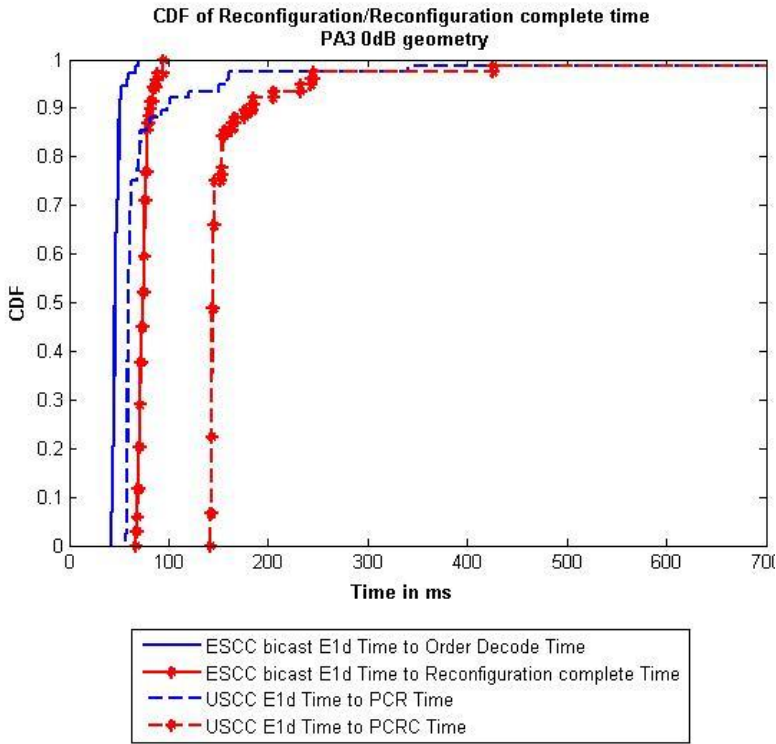 CDF of Reconfiguration/Reconfiguration complete time
PA3 0dB geometry
1
0.9
0.8
0.7
0.6
0.5
0.4
0.3
0.2
0.1
0
CDF
0 100 200 300 400 500 600 700
Time in ms
ESCC bicast E1d Time to Order Decode Time
ESCC bicast E1d Time to Reconfiguration complete Time
USCC E1d Time to PCR Time
USCC E1d Time to PCRC Time